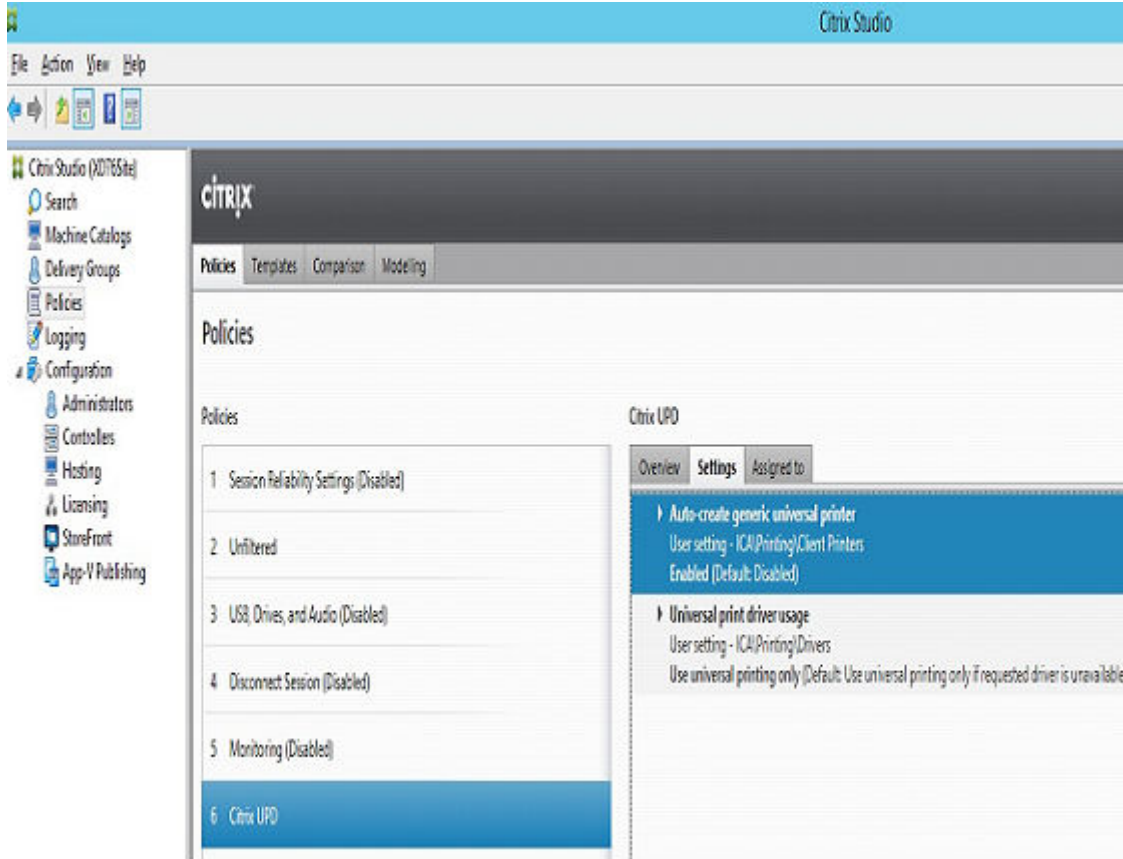 Citrix Studio
File Action View Help
Citrix Studio (XD76Site)
Search
Machine Catalogs
Delivery Groups
Policies
Logging
Configuration
Administrators
Controllers
Hosting
Licensing
StoreFront
App-V Publishing
CITRIX
Policies Templates Comparison Modelling
Policies
Policies
1 Session Reliability Settings (Disabled)
2 Unfiltered
3 USB, Drives, and Audio (Disabled)
4 Disconnect Session (Disabled)
5 Monitoring (Disabled)
6 Citrix UPD
Citrix UPD
Overview Settings Assigned to
Auto-create generic universal printer
User setting - ICA\Printing\Client Printers
Enabled (Default: Disabled)
Universal print driver usage
User setting - ICA\Printing\Drivers
Use universal printing only (Default: Use universal printing only if requested driver is unavailable